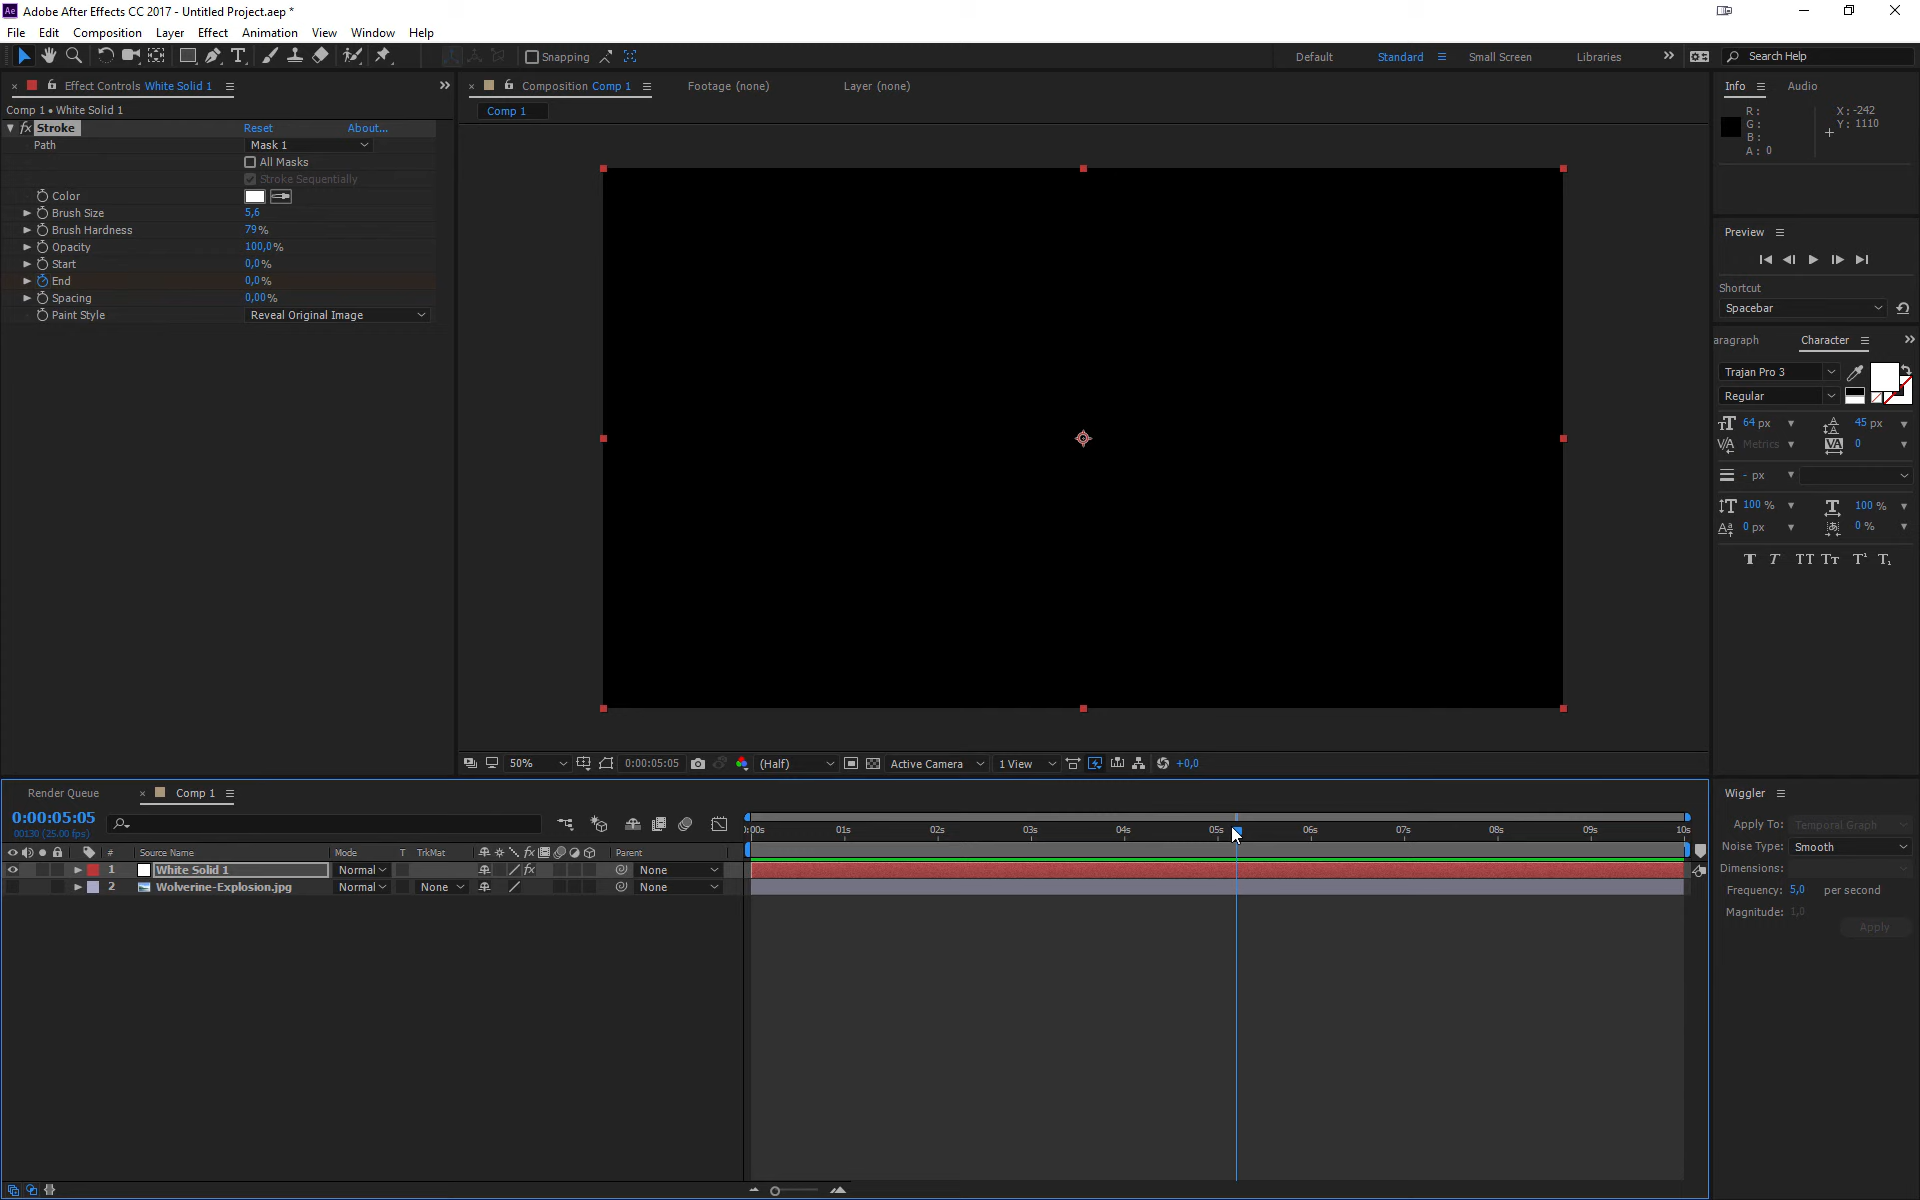 Adobe After Effects CC 2017 - Untitled Project.aep *
File Edit Composition Layer Effect Animation View Window Help
Snapping
Default Standard Small Screen Libraries
Search Help
Effect Controls White Solid 1
Comp 1 • White Solid 1
fx Stroke Reset About...
Path Mask 1
All Masks
Stroke Sequentially
Color
Brush Size 5,6
Brush Hardness 79 %
Opacity 100,0 %
Start 0,0 %
End 0,0 %
Spacing 0,00 %
Paint Style Reveal Original Image
Composition Comp 1 Footage (none) Layer (none)
Comp 1
50% 0:00:05:05 (Half) Active Camera 1 View +0,0
Info Audio
R: X: -242
G: Y: 1110
B:
A: 0
Preview
Shortcut
Spacebar
aragraph Character
Trajan Pro 3
Regular
64 px 45 px
Metrics 0
- px
100 % 100 %
0 px 0 %
T T TT Tт T¹ T₁
Render Queue Comp 1
0:00:05:05
00130 (25.00 fps)
:00s 01s 02s 03s 04s 05s 06s 07s 08s 09s 10s
# Source Name Mode T TrkMat fx Parent
1 White Solid 1 Normal fx None
2 Wolverine-Explosion.jpg Normal None None
Wiggler
Apply To: Temporal Graph
Noise Type: Smooth
Dimensions:
Frequency: 5,0 per second
Magnitude: 1,0
Apply